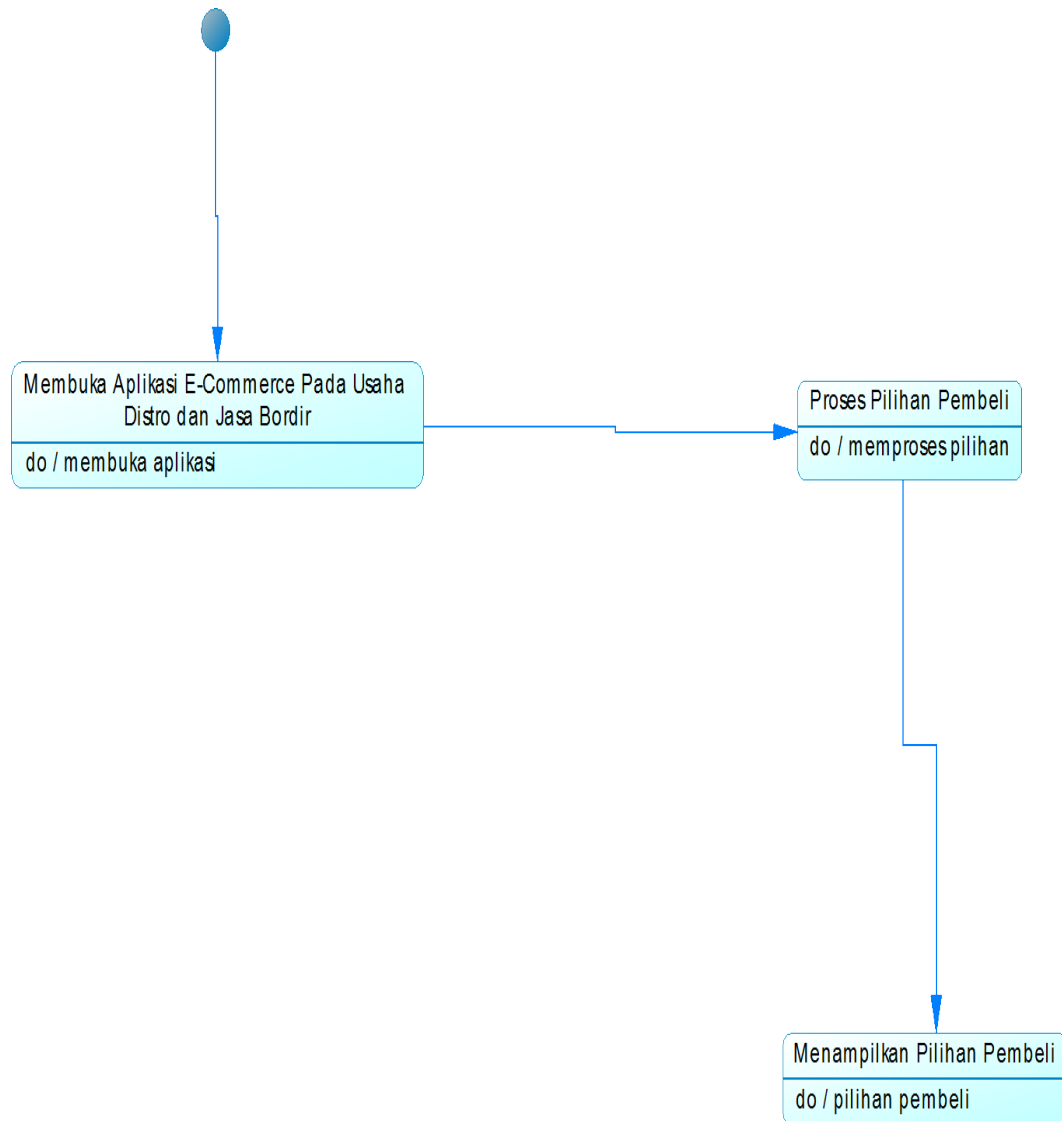 Membuka Aplikasi E-Commerce Pada Usaha
Distro dan Jasa Bordir
do / membuka aplikasi
Proses Pilihan Pembeli
do / memproses pilihan
Menampilkan Pilihan Pembeli
do / pilihan pembeli